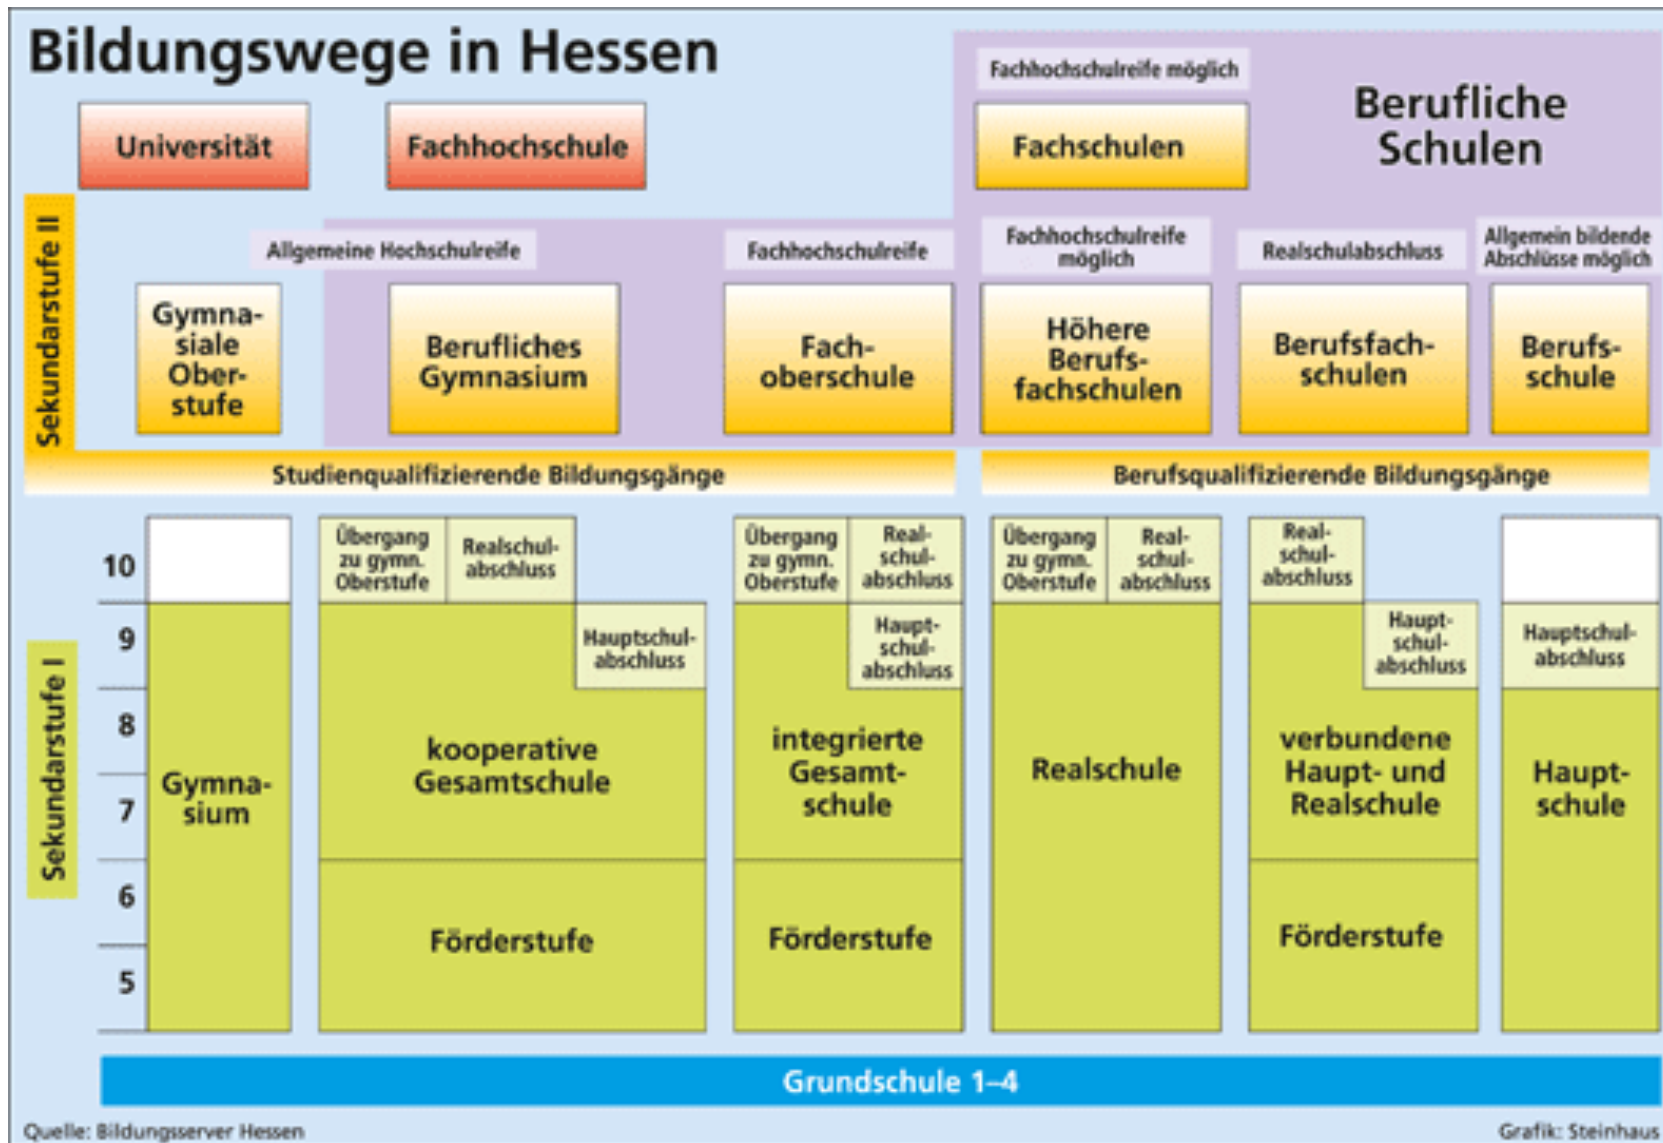 Bildungswege in Hessen
Fachhochschulreife möglich
Berufliche
Schulen
Universität
Fachhochschule
Fachschulen
Sekundarstufe II
Allgemeine Hochschulreife
Fachhochschulreife
Fachhochschulreife
möglich
Realschulabschluss
Allgemein bildende
Abschlüsse möglich
Gymna-
siale
Ober-
stufe
Berufliches
Gymnasium
Fach-
oberschule
Höhere
Berufs-
fachschulen
Berufsfach-
schulen
Berufs-
schule
Studienqualifizierende Bildungsgänge
Berufsqualifizierende Bildungsgänge
Sekundarstufe I
10
9
8
7
6
5
Gymna-
sium
Übergang
zu gymn.
Oberstufe
Realschul-
abschluss
Hauptschul-
abschluss
kooperative
Gesamtschule
Förderstufe
Übergang
zu gymn.
Oberstufe
Real-
schul-
abschluss
Haupt-
schul-
abschluss
integrierte
Gesamt-
schule
Förderstufe
Übergang
zu gymn.
Oberstufe
Real-
schul-
abschluss
Realschule
Real-
schul-
abschluss
Haupt-
schul-
abschluss
verbundene
Haupt- und
Realschule
Förderstufe
Hauptschul-
abschluss
Haupt-
schule
Grundschule 1–4
Quelle: Bildungsserver Hessen
Grafik: Steinhaus